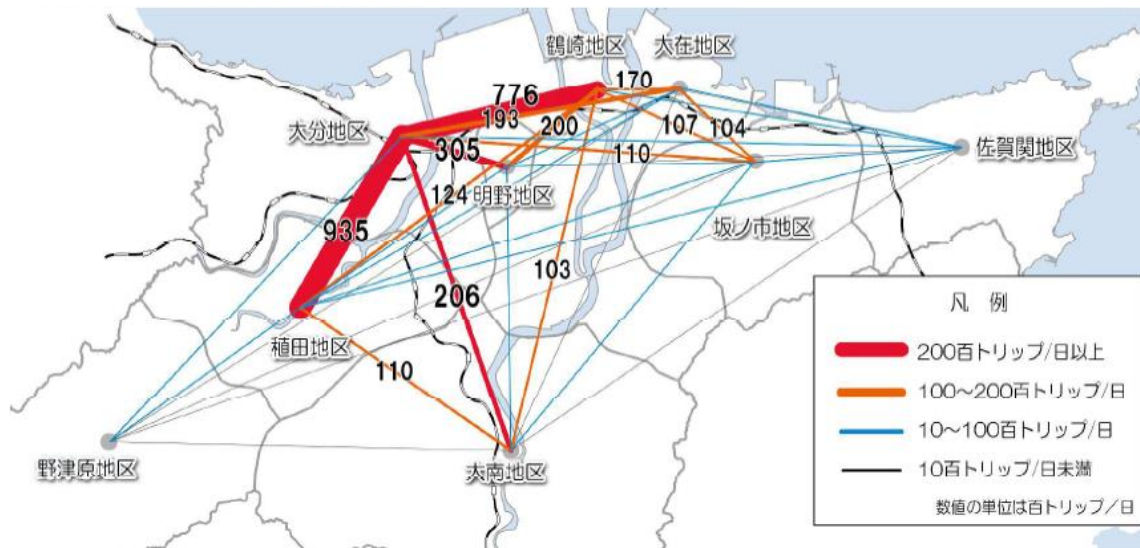 鶴崎地区
大在地区
170
776
193
200
大分地区
107
104
305
110
佐賀関地区
124
明野地区
坂ノ市地区
935
103
206
稙田地区
110
野津原地区
大南地区
凡 例
200百トリップ/日以上
100～200百トリップ/日
10～100百トリップ/日
10百トリップ/日未満
数値の単位は百トリップ／日